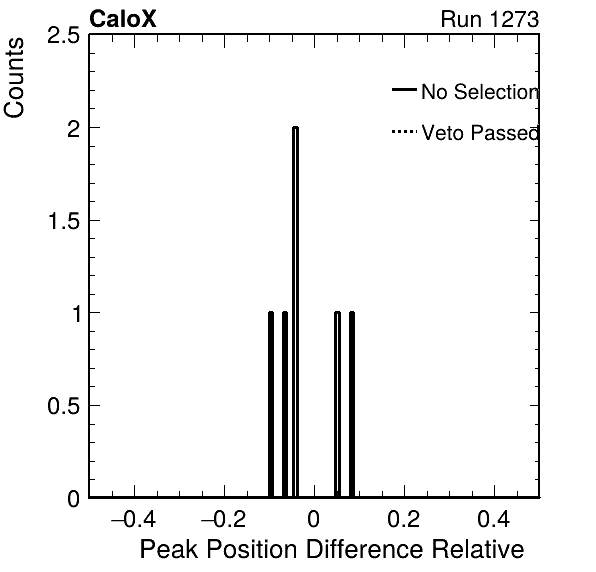 CaloX Run 1273
Counts
2.5
2
1.5
1
0.5
0
No Selection
Veto Passed
−0.4 −0.2 0 0.2 0.4
Peak Position Difference Relative